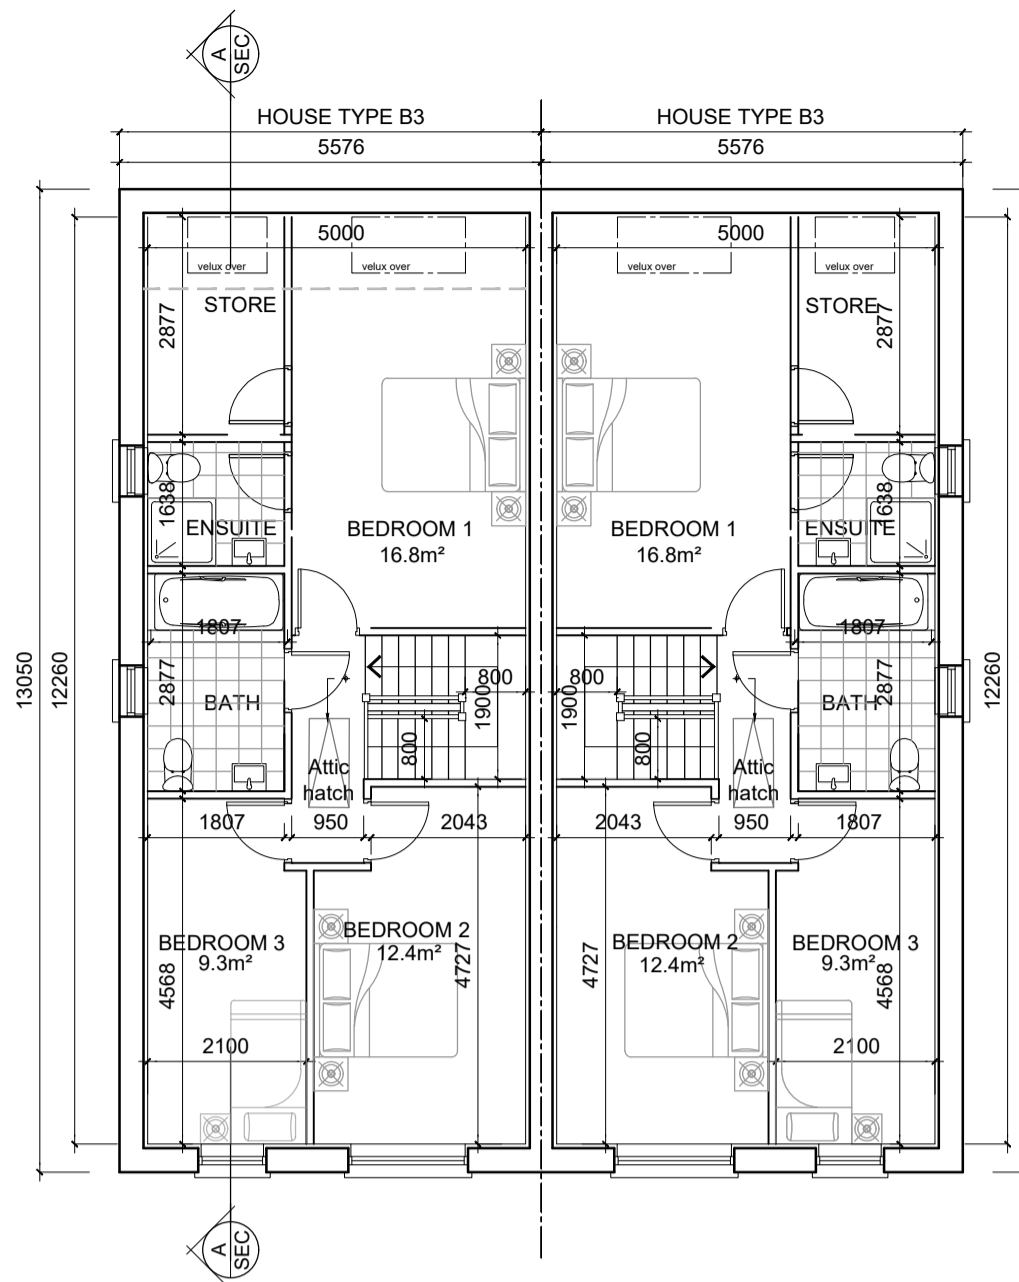 A
SEC
HOUSE TYPE B3
HOUSE TYPE B3
5576
5576
5000
5000
velux over
velux over
velux over
velux over
STORE
STORE
2877
2877
1638
1638
ENSUITE
BEDROOM 1
16.8m²
BEDROOM 1
16.8m²
ENSUITE
13050
12260
12260
1807
1807
2877
2877
BATH
BATH
800
800
1900
1900
800
800
Attic
hatch
Attic
hatch
1807
950
2043
2043
950
1807
BEDROOM 3
9.3m²
BEDROOM 2
12.4m²
BEDROOM 2
12.4m²
BEDROOM 3
9.3m²
4568
4727
4727
4568
2100
2100
A
SEC